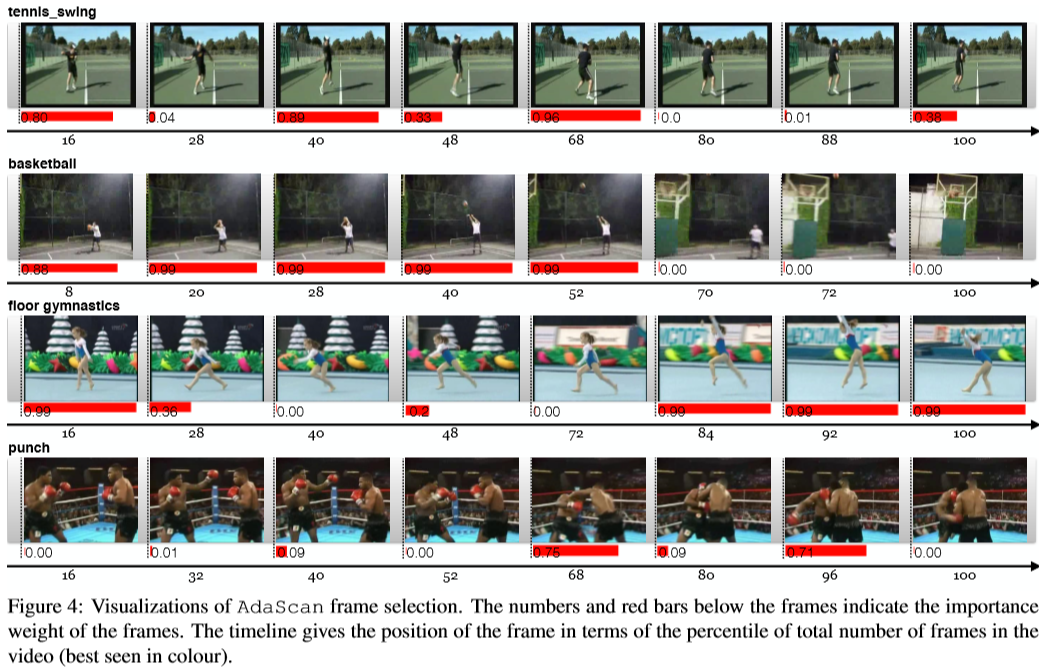 tennis_swing
0.80 0.04 0.89 0.33 0.96 0.0 0.01 0.38
16 28 40 48 68 80 88 100
basketball
0.88 0.99 0.99 0.99 0.99 0.00 0.00 0.00
8 20 28 40 52 70 72 100
floor gymnastics
0.99 0.36 0.00 0.2 0.00 0.99 0.99 0.99
16 28 40 48 72 84 92 100
punch
0.00 0.01 0.09 0.00 0.75 0.09 0.71 0.00
16 32 40 52 68 80 96 100
Figure 4: Visualizations of AdaScan frame selection. The numbers and red bars below the frames indicate the importance
weight of the frames. The timeline gives the position of the frame in terms of the percentile of total number of frames in the
video (best seen in colour).